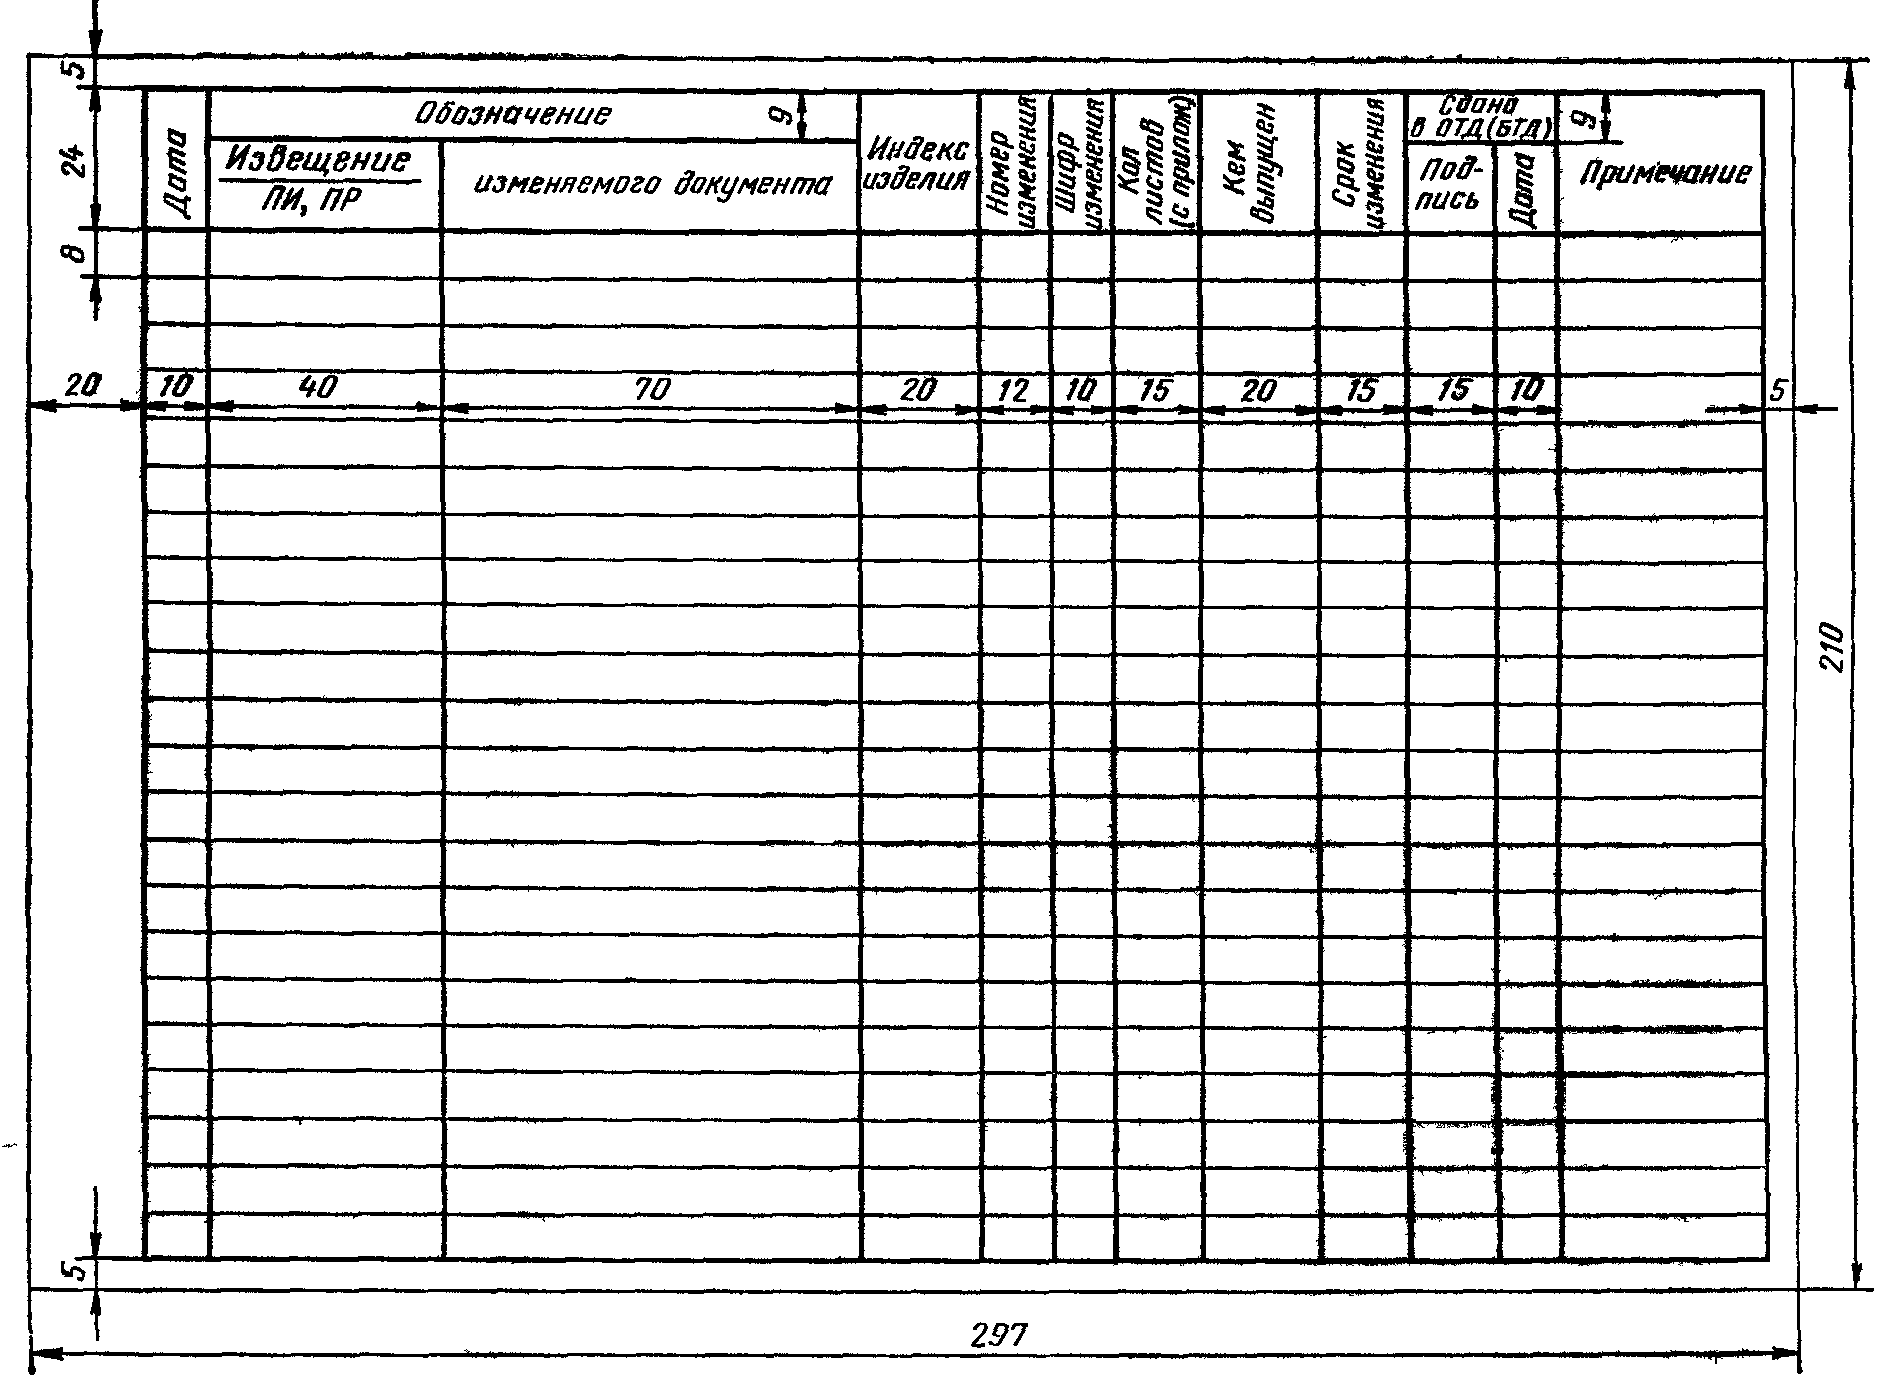 5
24
8
Дата
Обозначение
9
Извещение
ПИ, ПР
изменяемого документа
Индекс
изделия
Номер
изменения
Шифр
изменения
Кол
листов
(с прилож)
Кем
выпущен
Срок
изменения
Сдано
в ОТД(БТД)
9
Под-
пись
Дата
Примечание
20 10 40 70 20 12 10 15 20 15 15 10 5
210
5
297